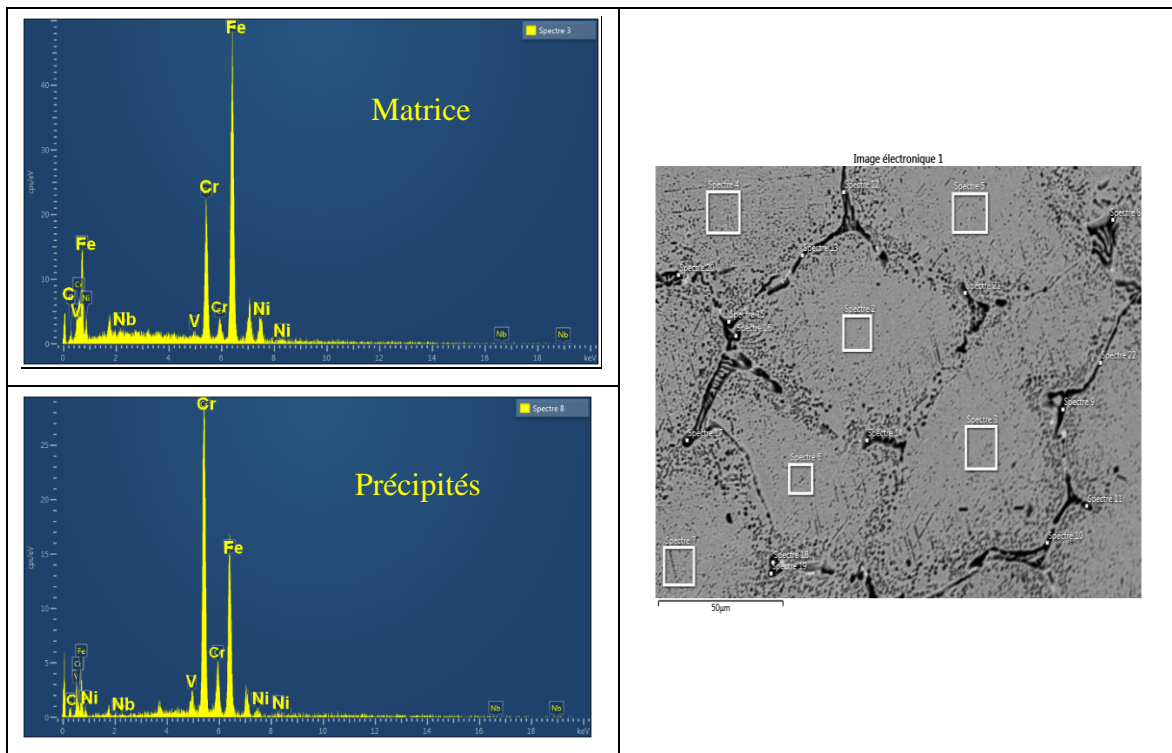 Fe
Spectre 3
40
Matrice
30
cps/eV
Cr
20
Fe
10
Cr
C
Ni
V
Nb
V
Cr
Ni
Ni
Nb
Nb
0
0
2
4
6
8
10
12
14
16
18
keV
Cr
Spectre 8
25
Précipités
20
Fe
15
cps/eV
10
Fe
Cr
5
V
C
Ni
Nb
V
Ni
Ni
Nb
Nb
0
0
2
4
6
8
10
12
14
16
18
keV
Image électronique 1
Spectre 4
Spectre 12
Spectre 5
Spectre 8
Spectre 13
Spectre 20
Spectre 21
Spectre 15
Spectre 2
Spectre 16
Spectre 22
Spectre 9
Spectre 17
Spectre 14
Spectre 3
Spectre 6
Spectre 11
Spectre 10
Spectre 7
Spectre 18
Spectre 19
50µm